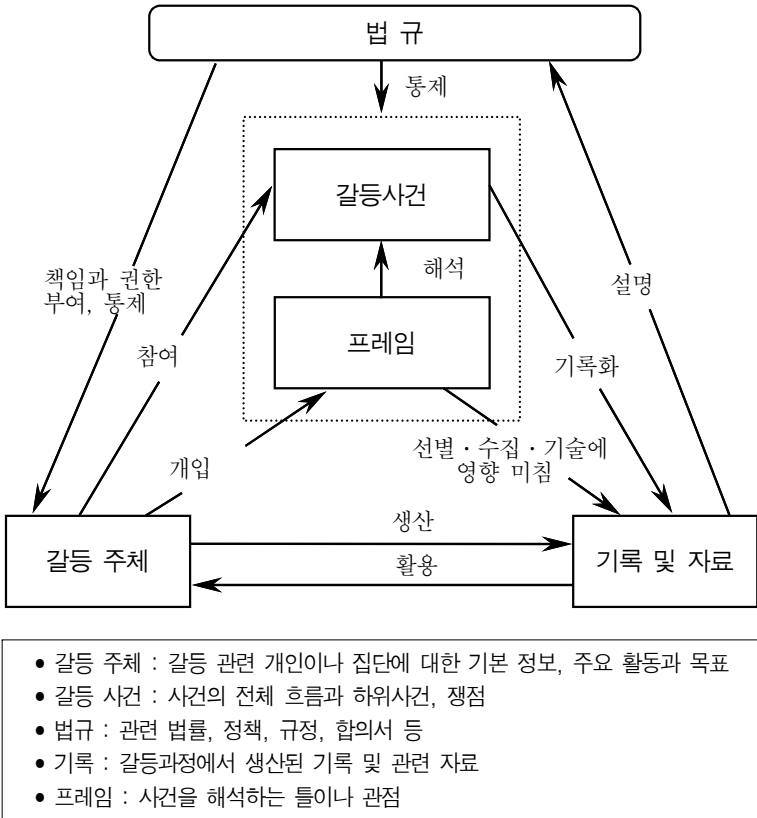 법 규
통제
갈등사건
해석
책임과 권한
부여, 통제
설명
참여
프레임
기록화
개입
선별·수집·기술에
영향 미침
갈등 주체
생산
활용
기록 및 자료
• 갈등 주체 : 갈등 관련 개인이나 집단에 대한 기본 정보, 주요 활동과 목표
• 갈등 사건 : 사건의 전체 흐름과 하위사건, 쟁점
• 법규 : 관련 법률, 정책, 규정, 합의서 등
• 기록 : 갈등과정에서 생산된 기록 및 관련 자료
• 프레임 : 사건을 해석하는 틀이나 관점